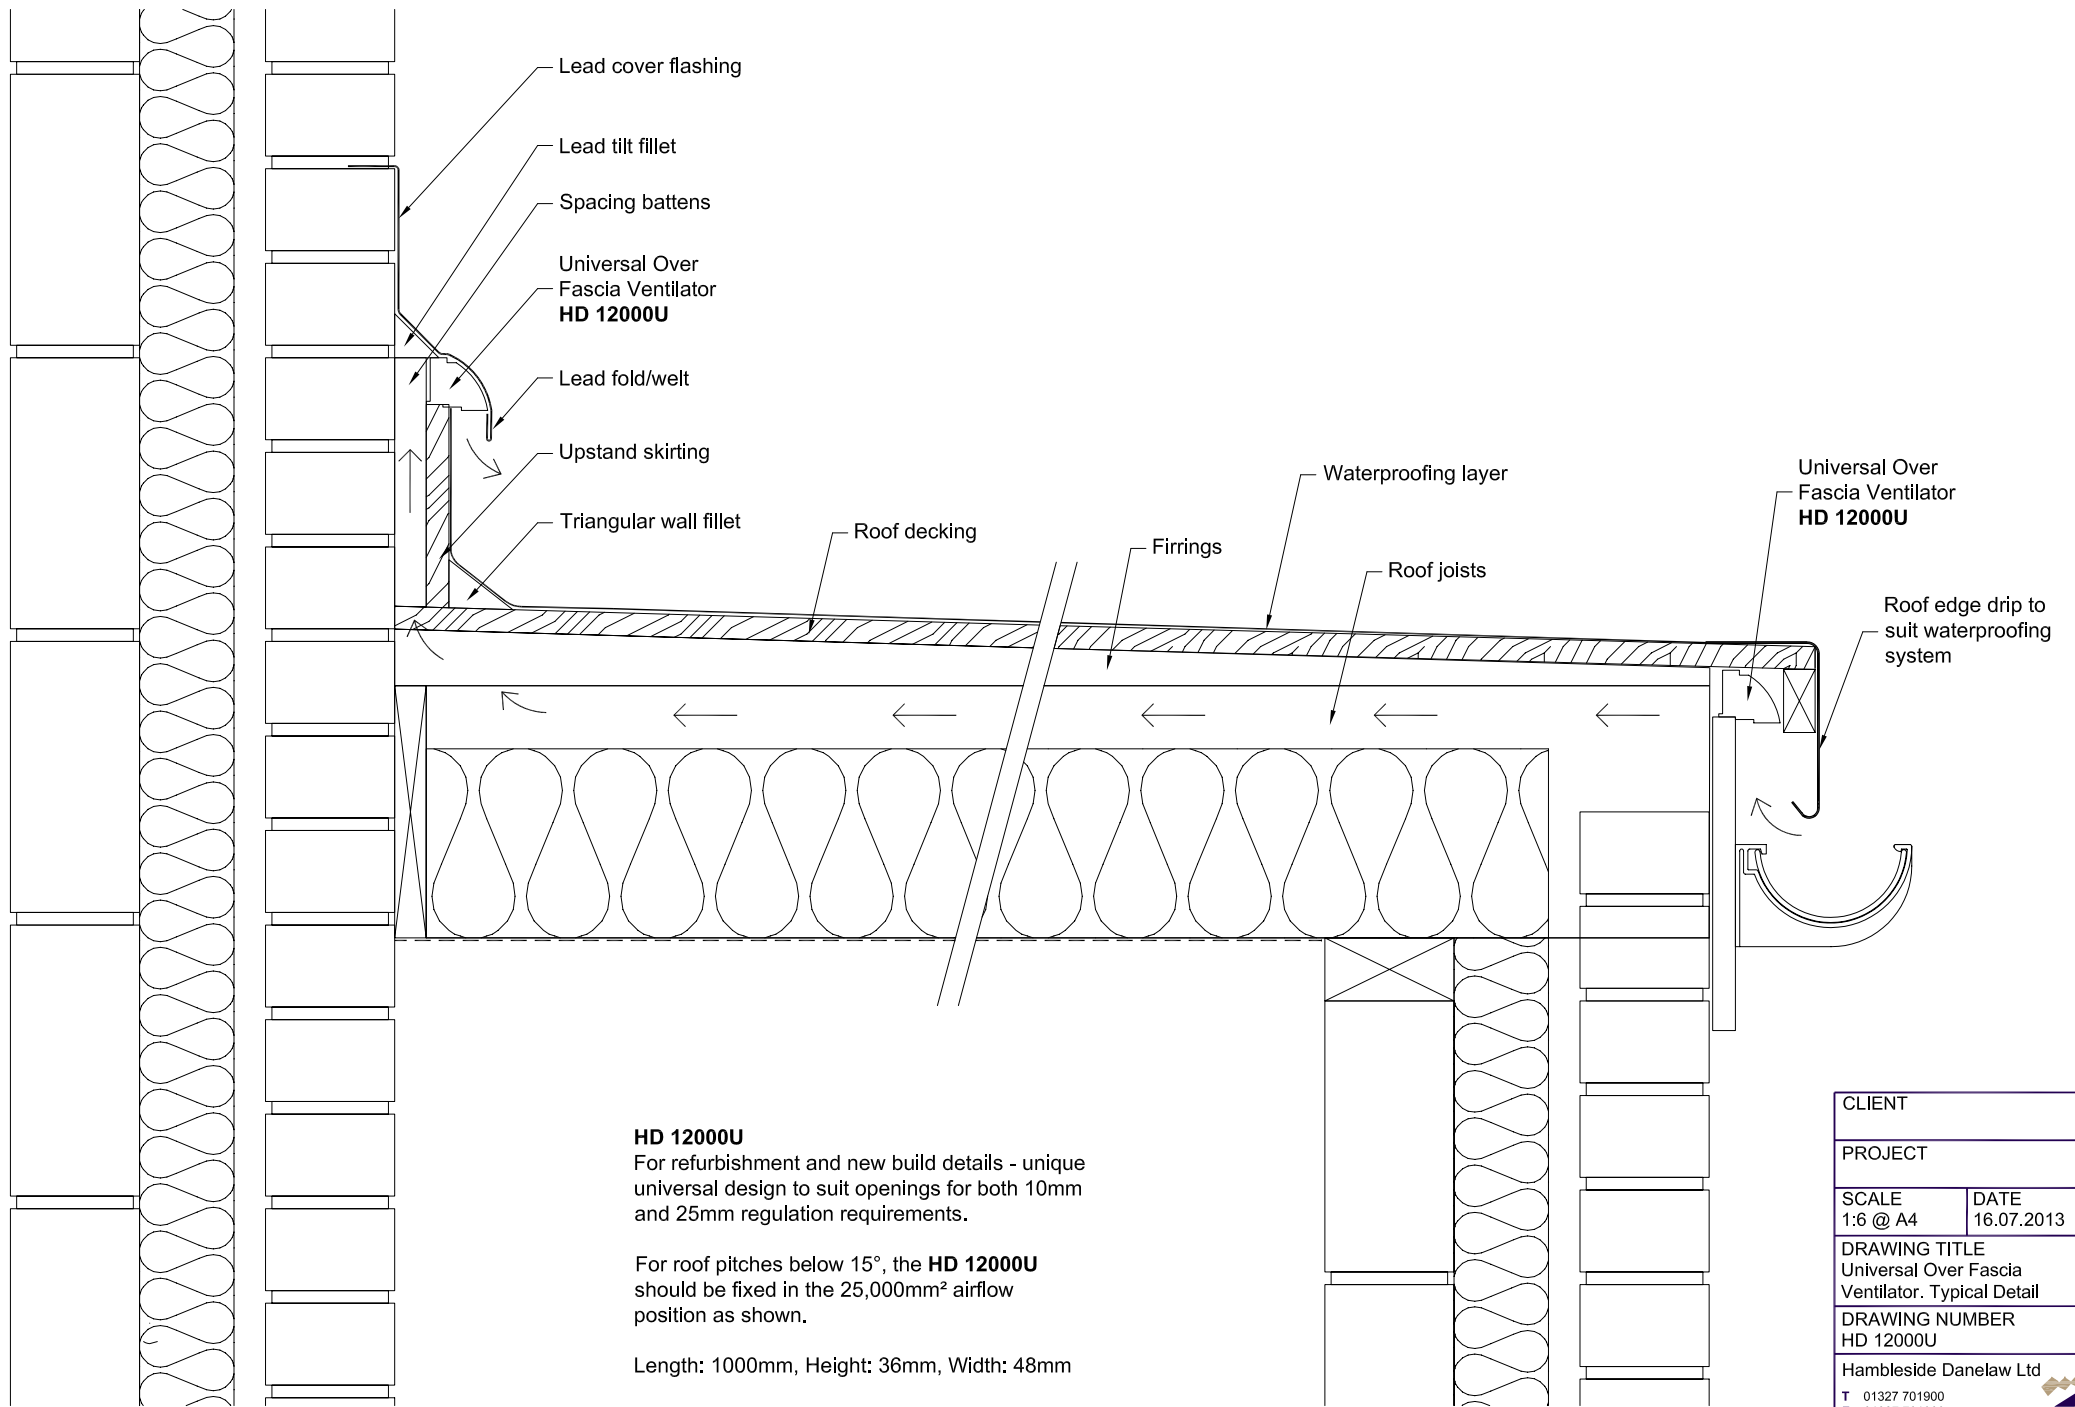 Lead cover flashing
Lead tilt fillet
Spacing battens
Universal Over
Fascia Ventilator
HD 12000U
Lead fold/welt
Upstand skirting
Triangular wall fillet
Roof decking
Firrings
Waterproofing layer
Roof joists
Universal Over
Fascia Ventilator
HD 12000U
Roof edge drip to
suit waterproofing
system
HD 12000U
For refurbishment and new build details - unique
universal design to suit openings for both 10mm
and 25mm regulation requirements.
For roof pitches below 15°, the HD 12000U
should be fixed in the 25,000mm² airflow
position as shown.
Length: 1000mm, Height: 36mm, Width: 48mm
CLIENT
PROJECT
SCALE
1:6 @ A4
DATE
16.07.2013
DRAWING TITLE
Universal Over Fascia
Ventilator. Typical Detail
DRAWING NUMBER
HD 12000U
Hambleside Danelaw Ltd
T 01327 701900